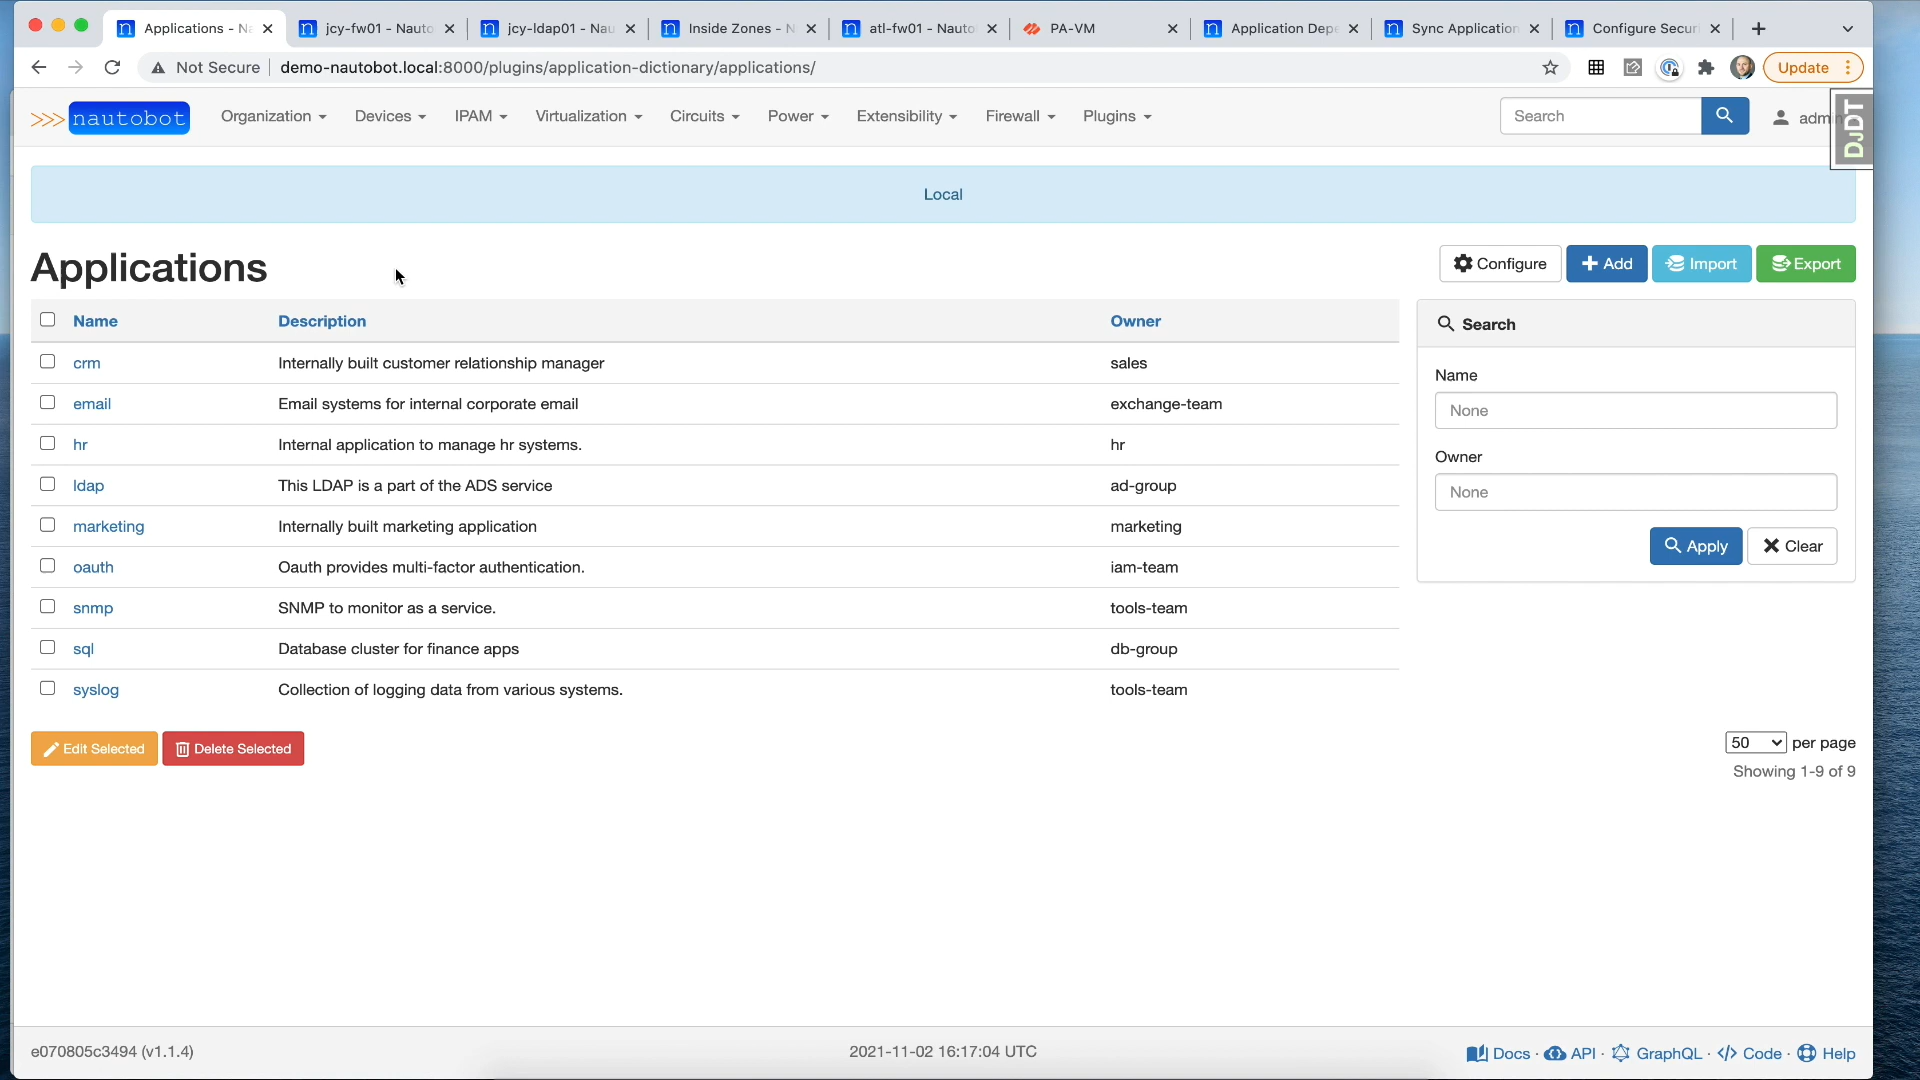 Applications - N
jcy-fw01 - Nauto
jcy-ldap01 - Nau
Inside Zones - N
atl-fw01 - Nauto
PA-VM
Application Depe
Sync Application
Configure Securi
Not Secure
demo-nautobot.local:8000/plugins/application-dictionary/applications/
Update
nautobot
Organization
Devices
IPAM
Virtualization
Circuits
Power
Extensibility
Firewall
Plugins
Search
admin
DJDT
Local
Applications
Configure
Add
Import
Export
Name Description Owner
crm Internally built customer relationship manager sales
email Email systems for internal corporate email exchange-team
hr Internal application to manage hr systems. hr
ldap This LDAP is a part of the ADS service ad-group
marketing Internally built marketing application marketing
oauth Oauth provides multi-factor authentication. iam-team
snmp SNMP to monitor as a service. tools-team
sql Database cluster for finance apps db-group
syslog Collection of logging data from various systems. tools-team
Search
Name
None
Owner
None
Apply
Clear
Edit Selected
Delete Selected
50 per page
Showing 1-9 of 9
e070805c3494 (v1.1.4)
2021-11-02 16:17:04 UTC
Docs · API · GraphQL · Code · Help